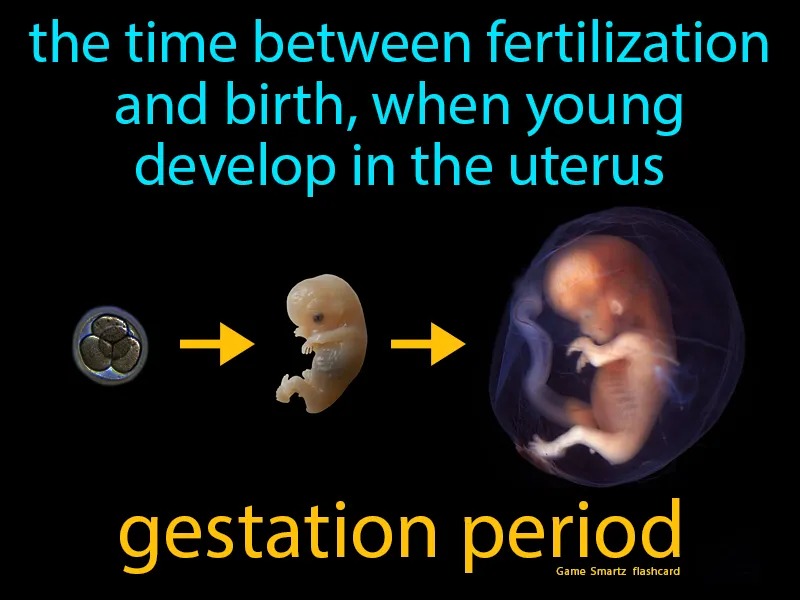 the time between fertilization
and birth, when young
develop in the uterus
gestation period
Game Smartz flashcard